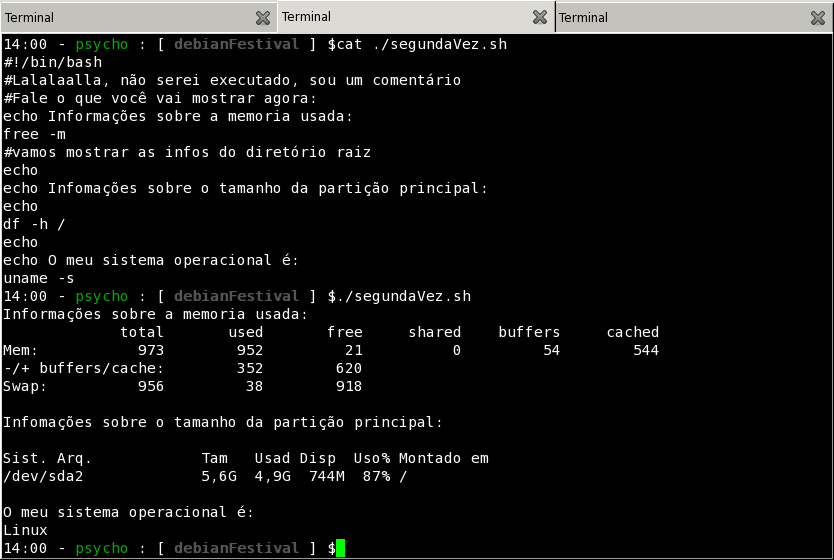 Terminal Terminal Terminal
14:00 - psycho : [ debianFestival ] $cat ./segundaVez.sh
#!/bin/bash
#Lalalaalla, não serei executado, sou um comentário
#Fale o que você vai mostrar agora:
echo Informações sobre a memoria usada:
free -m
#vamos mostrar as infos do diretório raiz
echo
echo Infomações sobre o tamanho da partição principal:
echo
df -h /
echo
echo O meu sistema operacional é:
uname -s
14:00 - psycho : [ debianFestival ] $./segundaVez.sh
Informações sobre a memoria usada:
total used free shared buffers cached
Mem: 973 952 21 0 54 544
-/+ buffers/cache: 352 620
Swap: 956 38 918
Infomações sobre o tamanho da partição principal:
Sist. Arq. Tam Usad Disp Uso% Montado em
/dev/sda2 5,6G 4,9G 744M 87% /
O meu sistema operacional é:
Linux
14:00 - psycho : [ debianFestival ] $